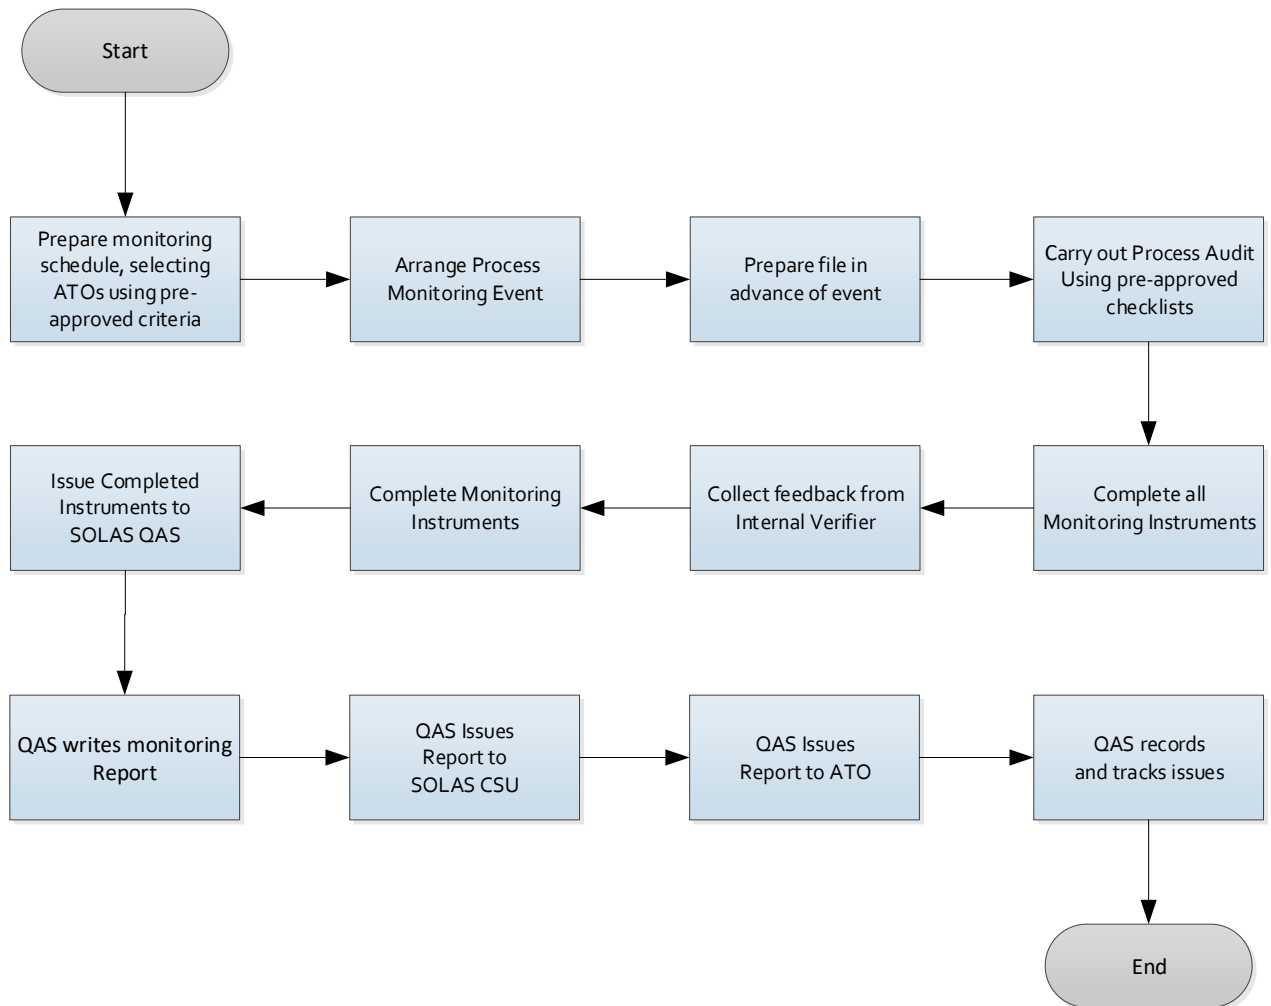 Start
Prepare monitoring
schedule, selecting
ATOs using pre-
approved criteria
Arrange Process
Monitoring Event
Prepare file in
advance of event
Carry out Process Audit
Using pre-approved
checklists
Complete all
Monitoring Instruments
Collect feedback from
Internal Verifier
Complete Monitoring
Instruments
Issue Completed
Instruments to
SOLAS QAS
QAS writes monitoring
Report
QAS Issues
Report to
SOLAS CSU
QAS Issues
Report to ATO
QAS records
and tracks issues
End